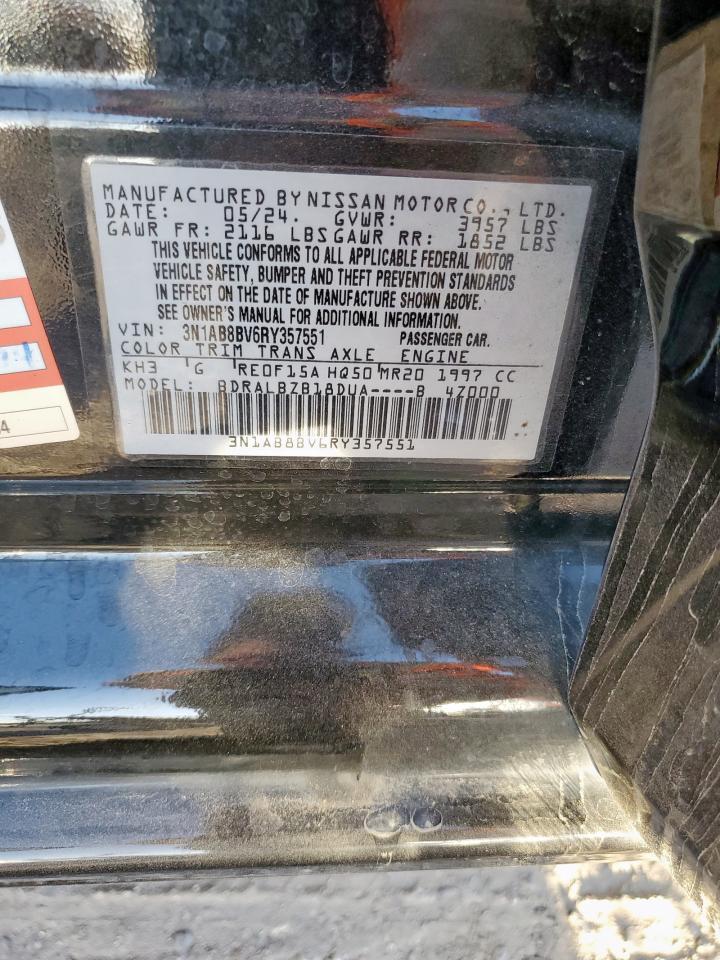 MANUFACTURED BY NISSAN MOTOR CO., LTD.
DATE: 05/24. GVWR: 3957 LBS
GAWR FR: 2116 LBS GAWR RR: 1852 LBS
THIS VEHICLE CONFORMS TO ALL APPLICABLE FEDERAL MOTOR
VEHICLE SAFETY, BUMPER AND THEFT PREVENTION STANDARDS
IN EFFECT ON THE DATE OF MANUFACTURE SHOWN ABOVE.
SEE OWNER'S MANUAL FOR ADDITIONAL INFORMATION.
VIN: 3N1AB8BV6RY357551 PASSENGER CAR.
COLOR TRIM TRANS AXLE ENGINE
KH3 G RE0F15A HQ50 MR20 1997 CC
MODEL: BDRALBZB18DUA----B 4Z000
3N1AB8BV6RY357551
4